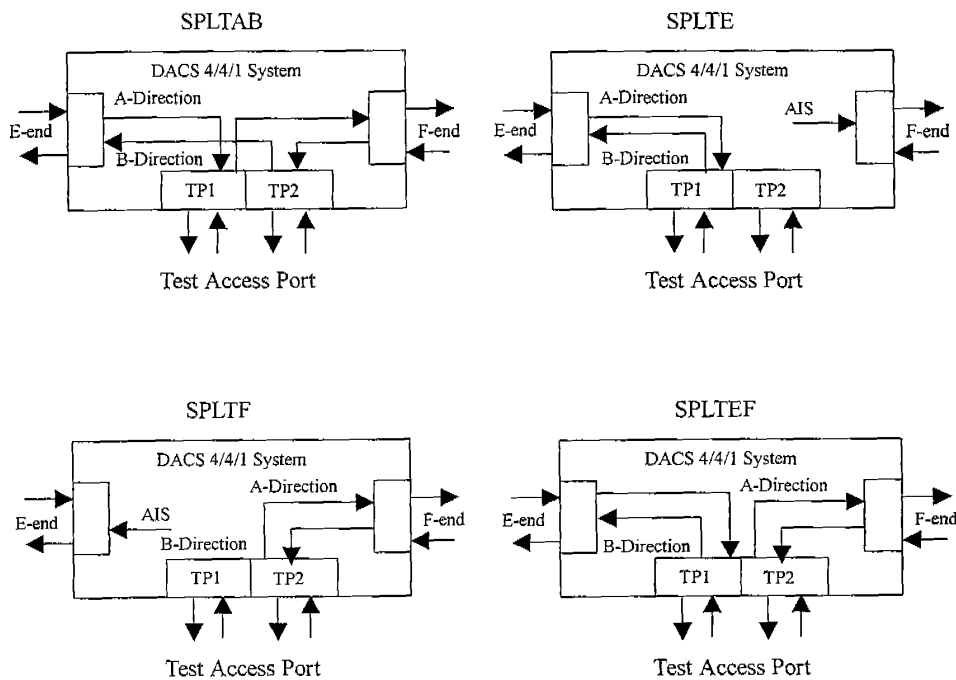 SPLTAB
DACS 4/4/1 System
A-Direction
E-end
F-end
B-Direction
TP1
TP2
Test Access Port
SPLTE
DACS 4/4/1 System
A-Direction
AIS
E-end
F-end
B-Direction
TP1
TP2
Test Access Port
SPLTF
DACS 4/4/1 System
A-Direction
E-end
AIS
F-end
B-Direction
TP1
TP2
Test Access Port
SPLTEF
DACS 4/4/1 System
A-Direction
E-end
F-end
B-Direction
TP1
TP2
Test Access Port